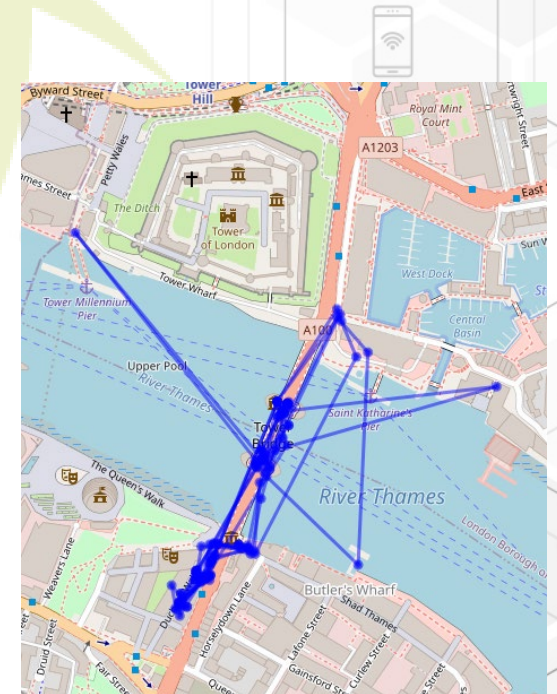 Tower
Hill
Byward Street
Royal Mint
Court
A1203
Petty Wales
The Ditch
East
Tower
of London
Tower Wharf
West Dock
Tower Millennium
Pier
Central
Basin
A100
Upper Pool
River Thames
Saint Katharine's
Pier
Bridge
The Queen's Walk
River Thames
London Borough of
Weavers Lane
Butler's Wharf
Horselydown Lane
Shad Thames
Lafone Street
Curlew Street
Druid Street
Fair Street
Gainsford S